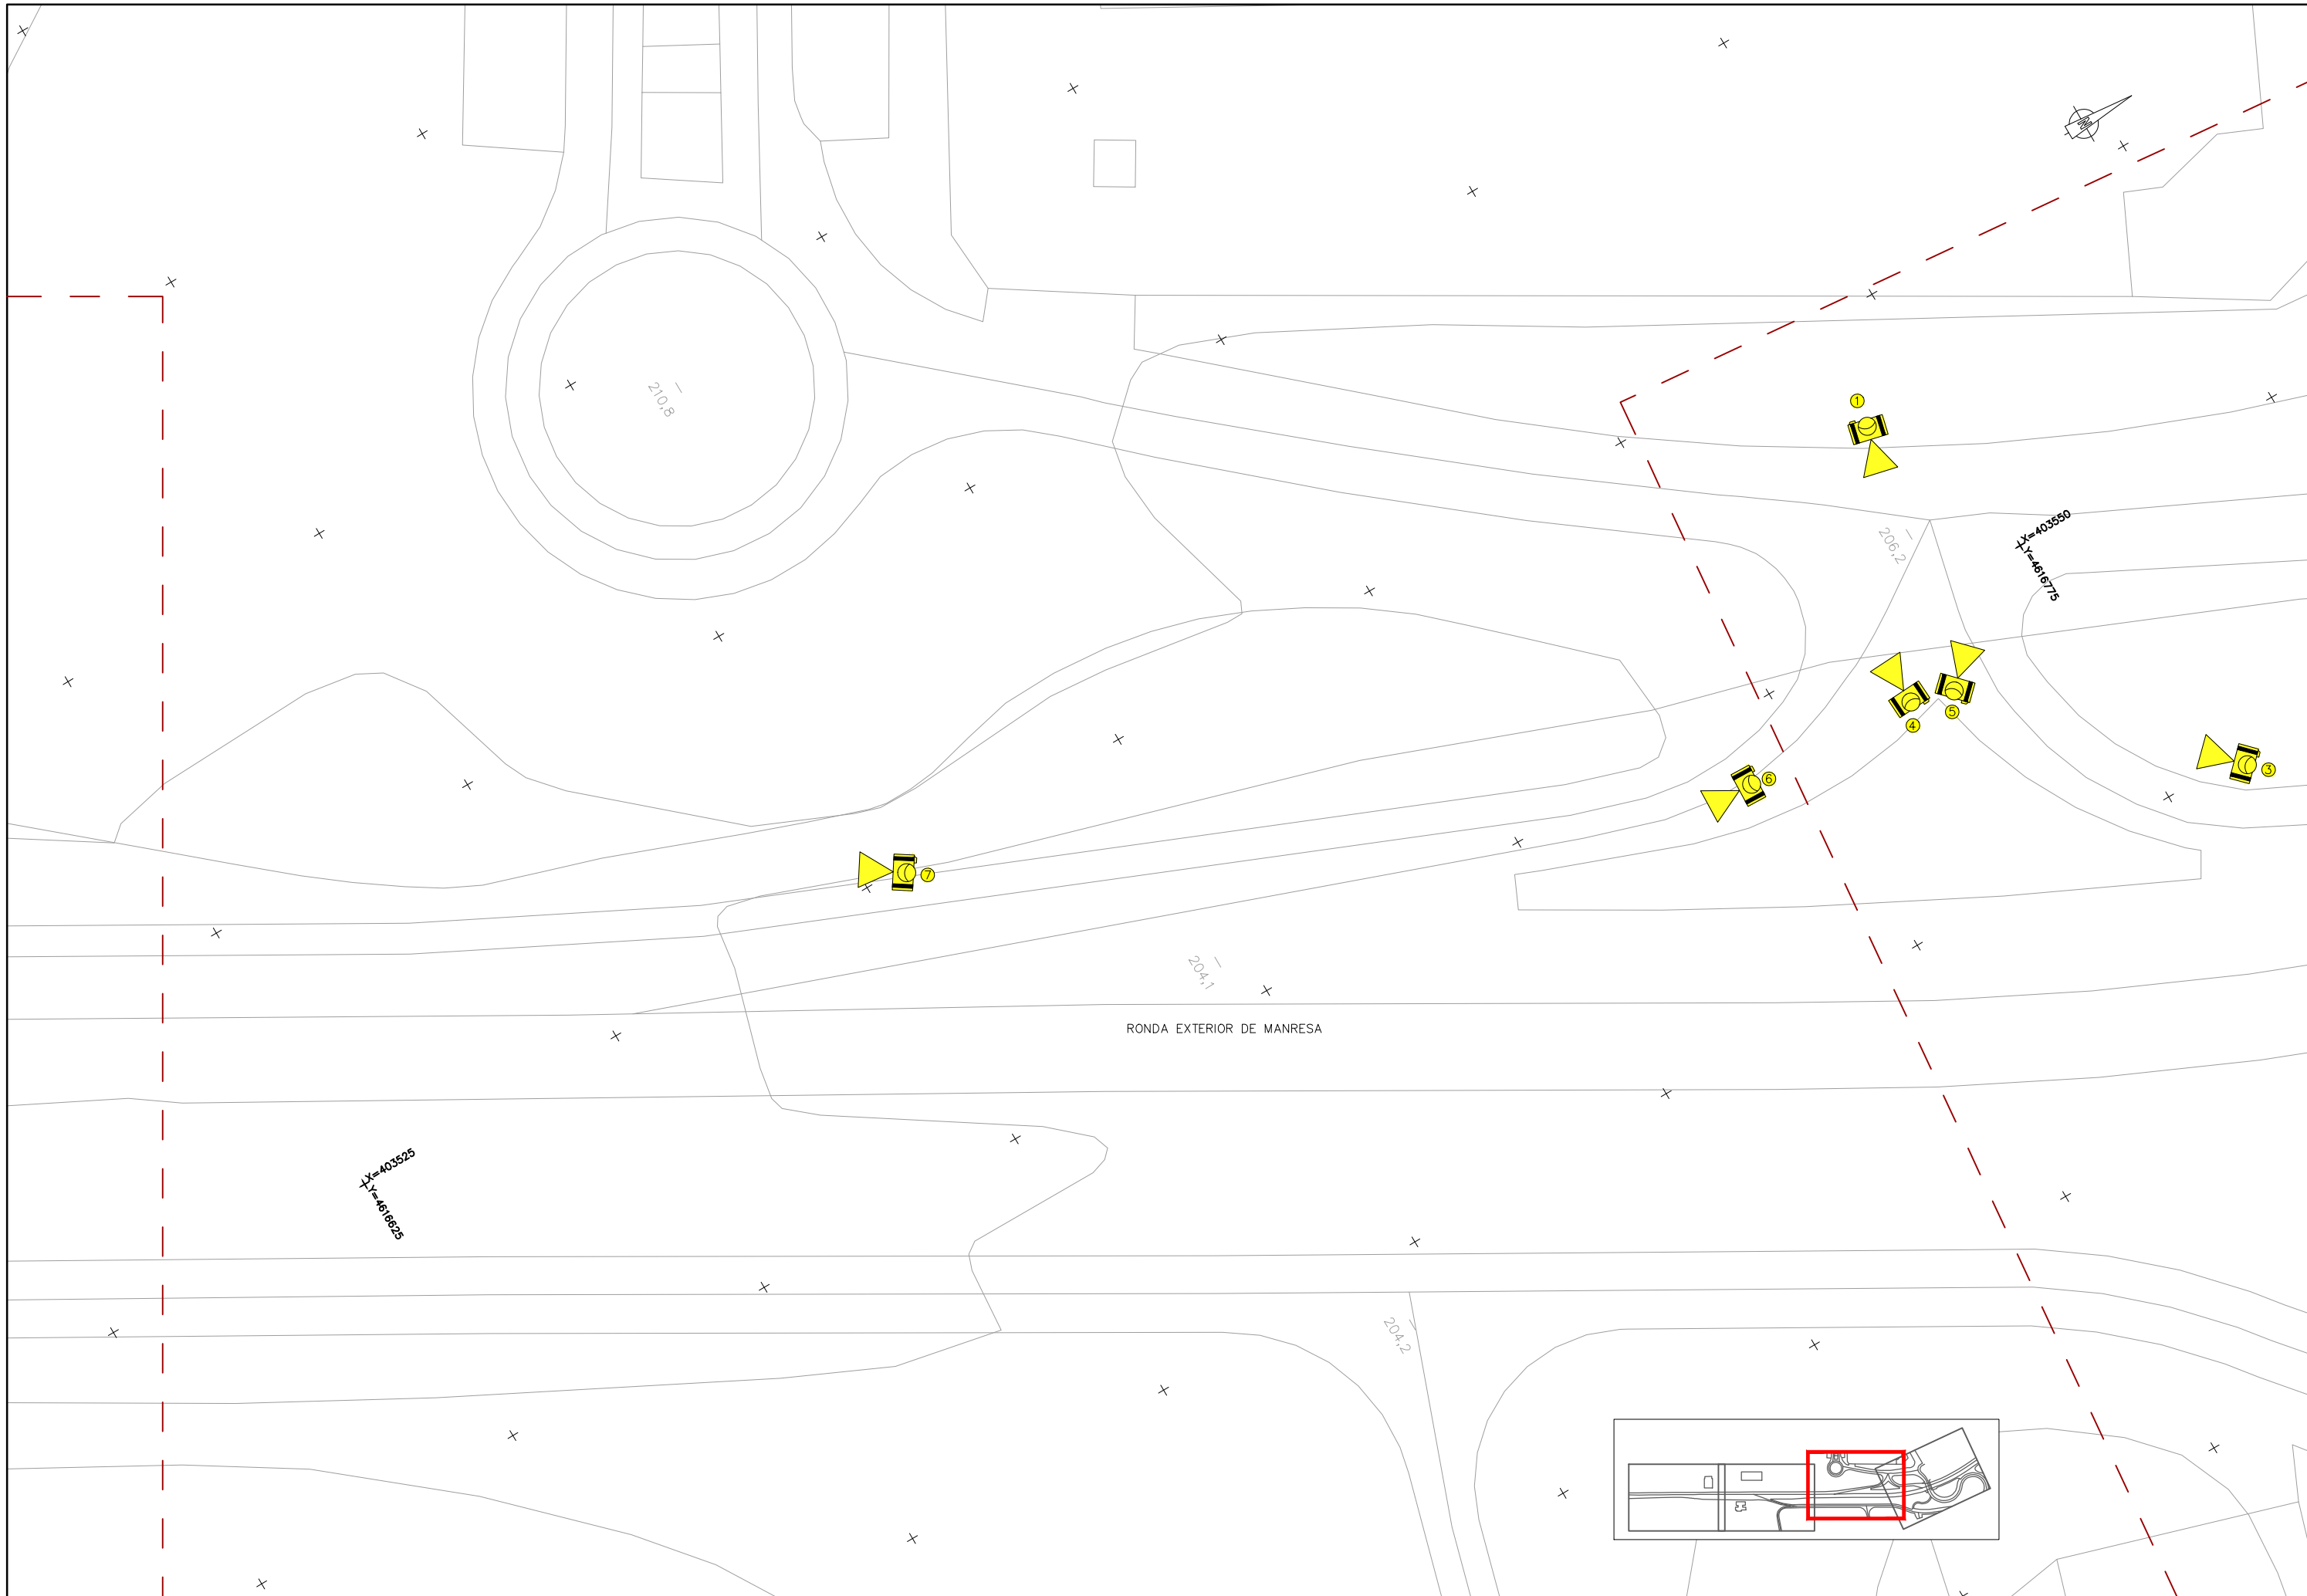 N
210,8
1
X=403550
Y=4616775
206,2
5
4
3
6
7
204,1
RONDA EXTERIOR DE MANRESA
X=403525
Y=4616625
204,2